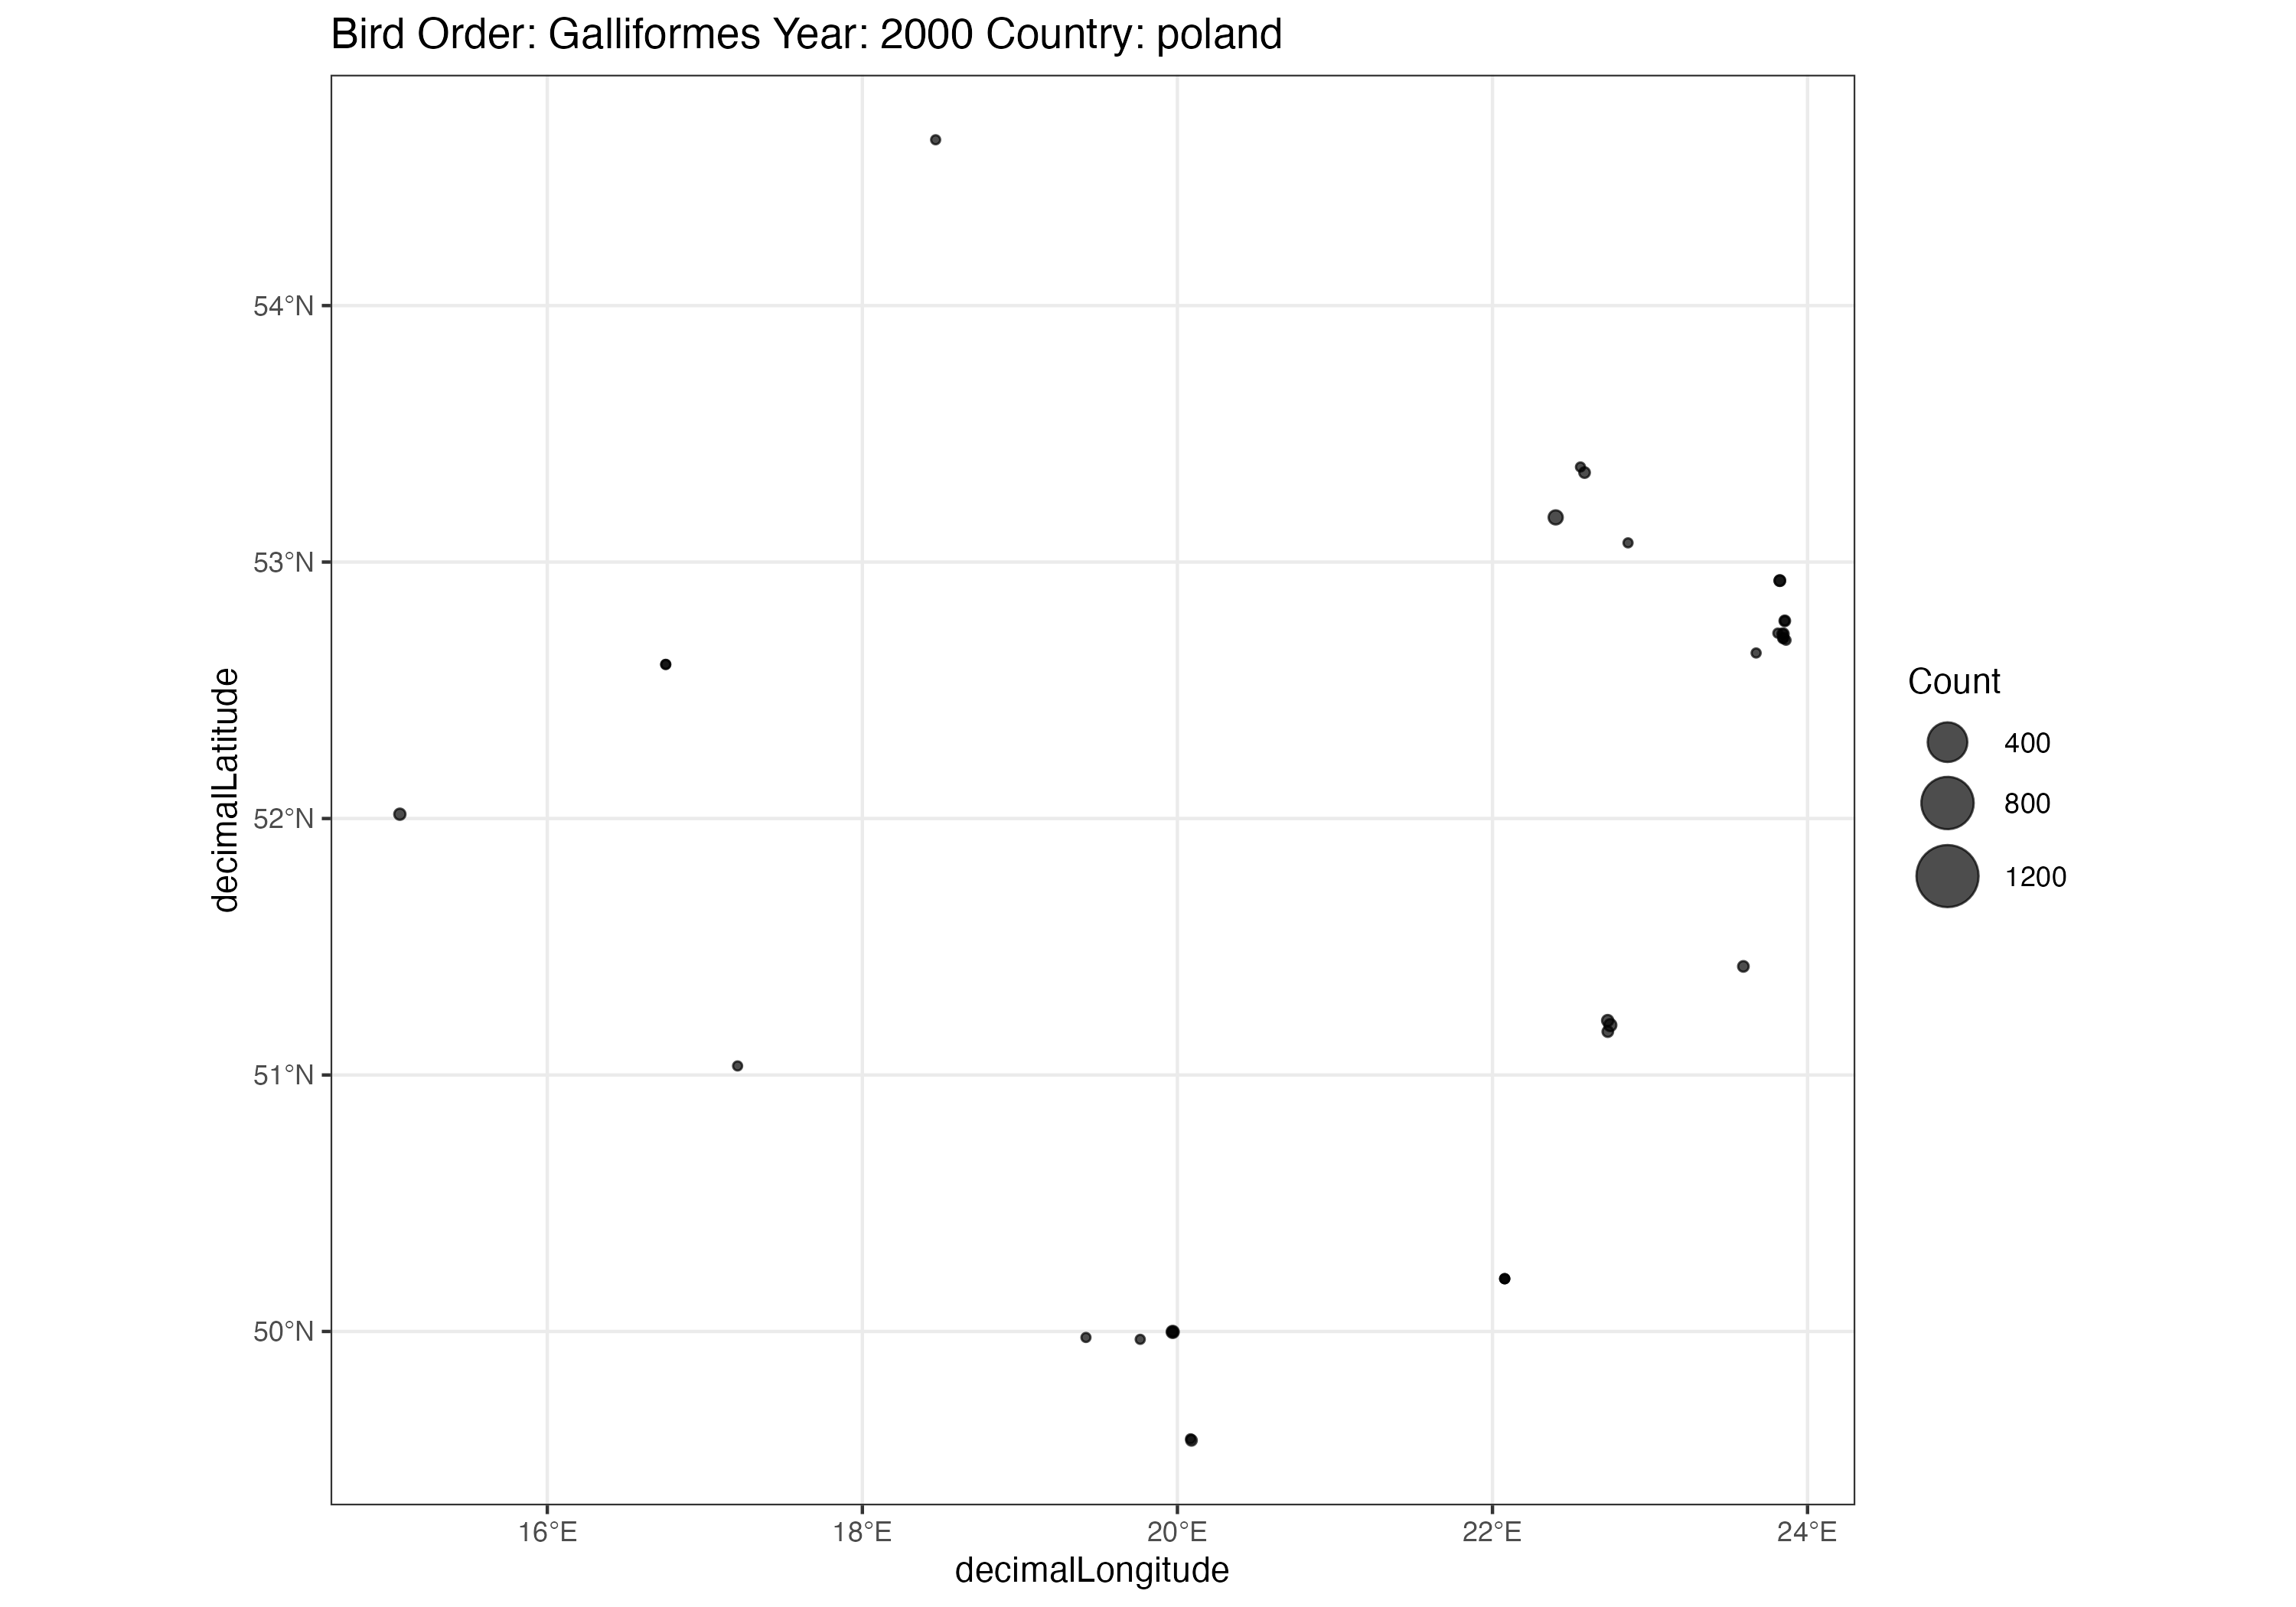 Bird Order: Galliformes Year: 2000 Country: poland
54°N
53°N
52°N
51°N
50°N
decimalLatitude
16°E
18°E
20°E
22°E
24°E
decimalLongitude
Count
400
800
1200